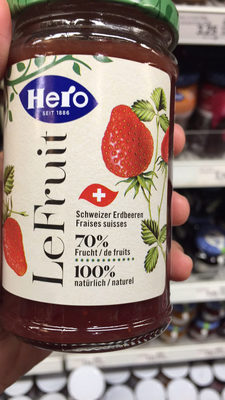 Hero
SEIT 1886
LeFruit
Schweizer Erdbeeren
Fraises suisses
70%
Frucht / de fruits
100%
natürlich / naturel